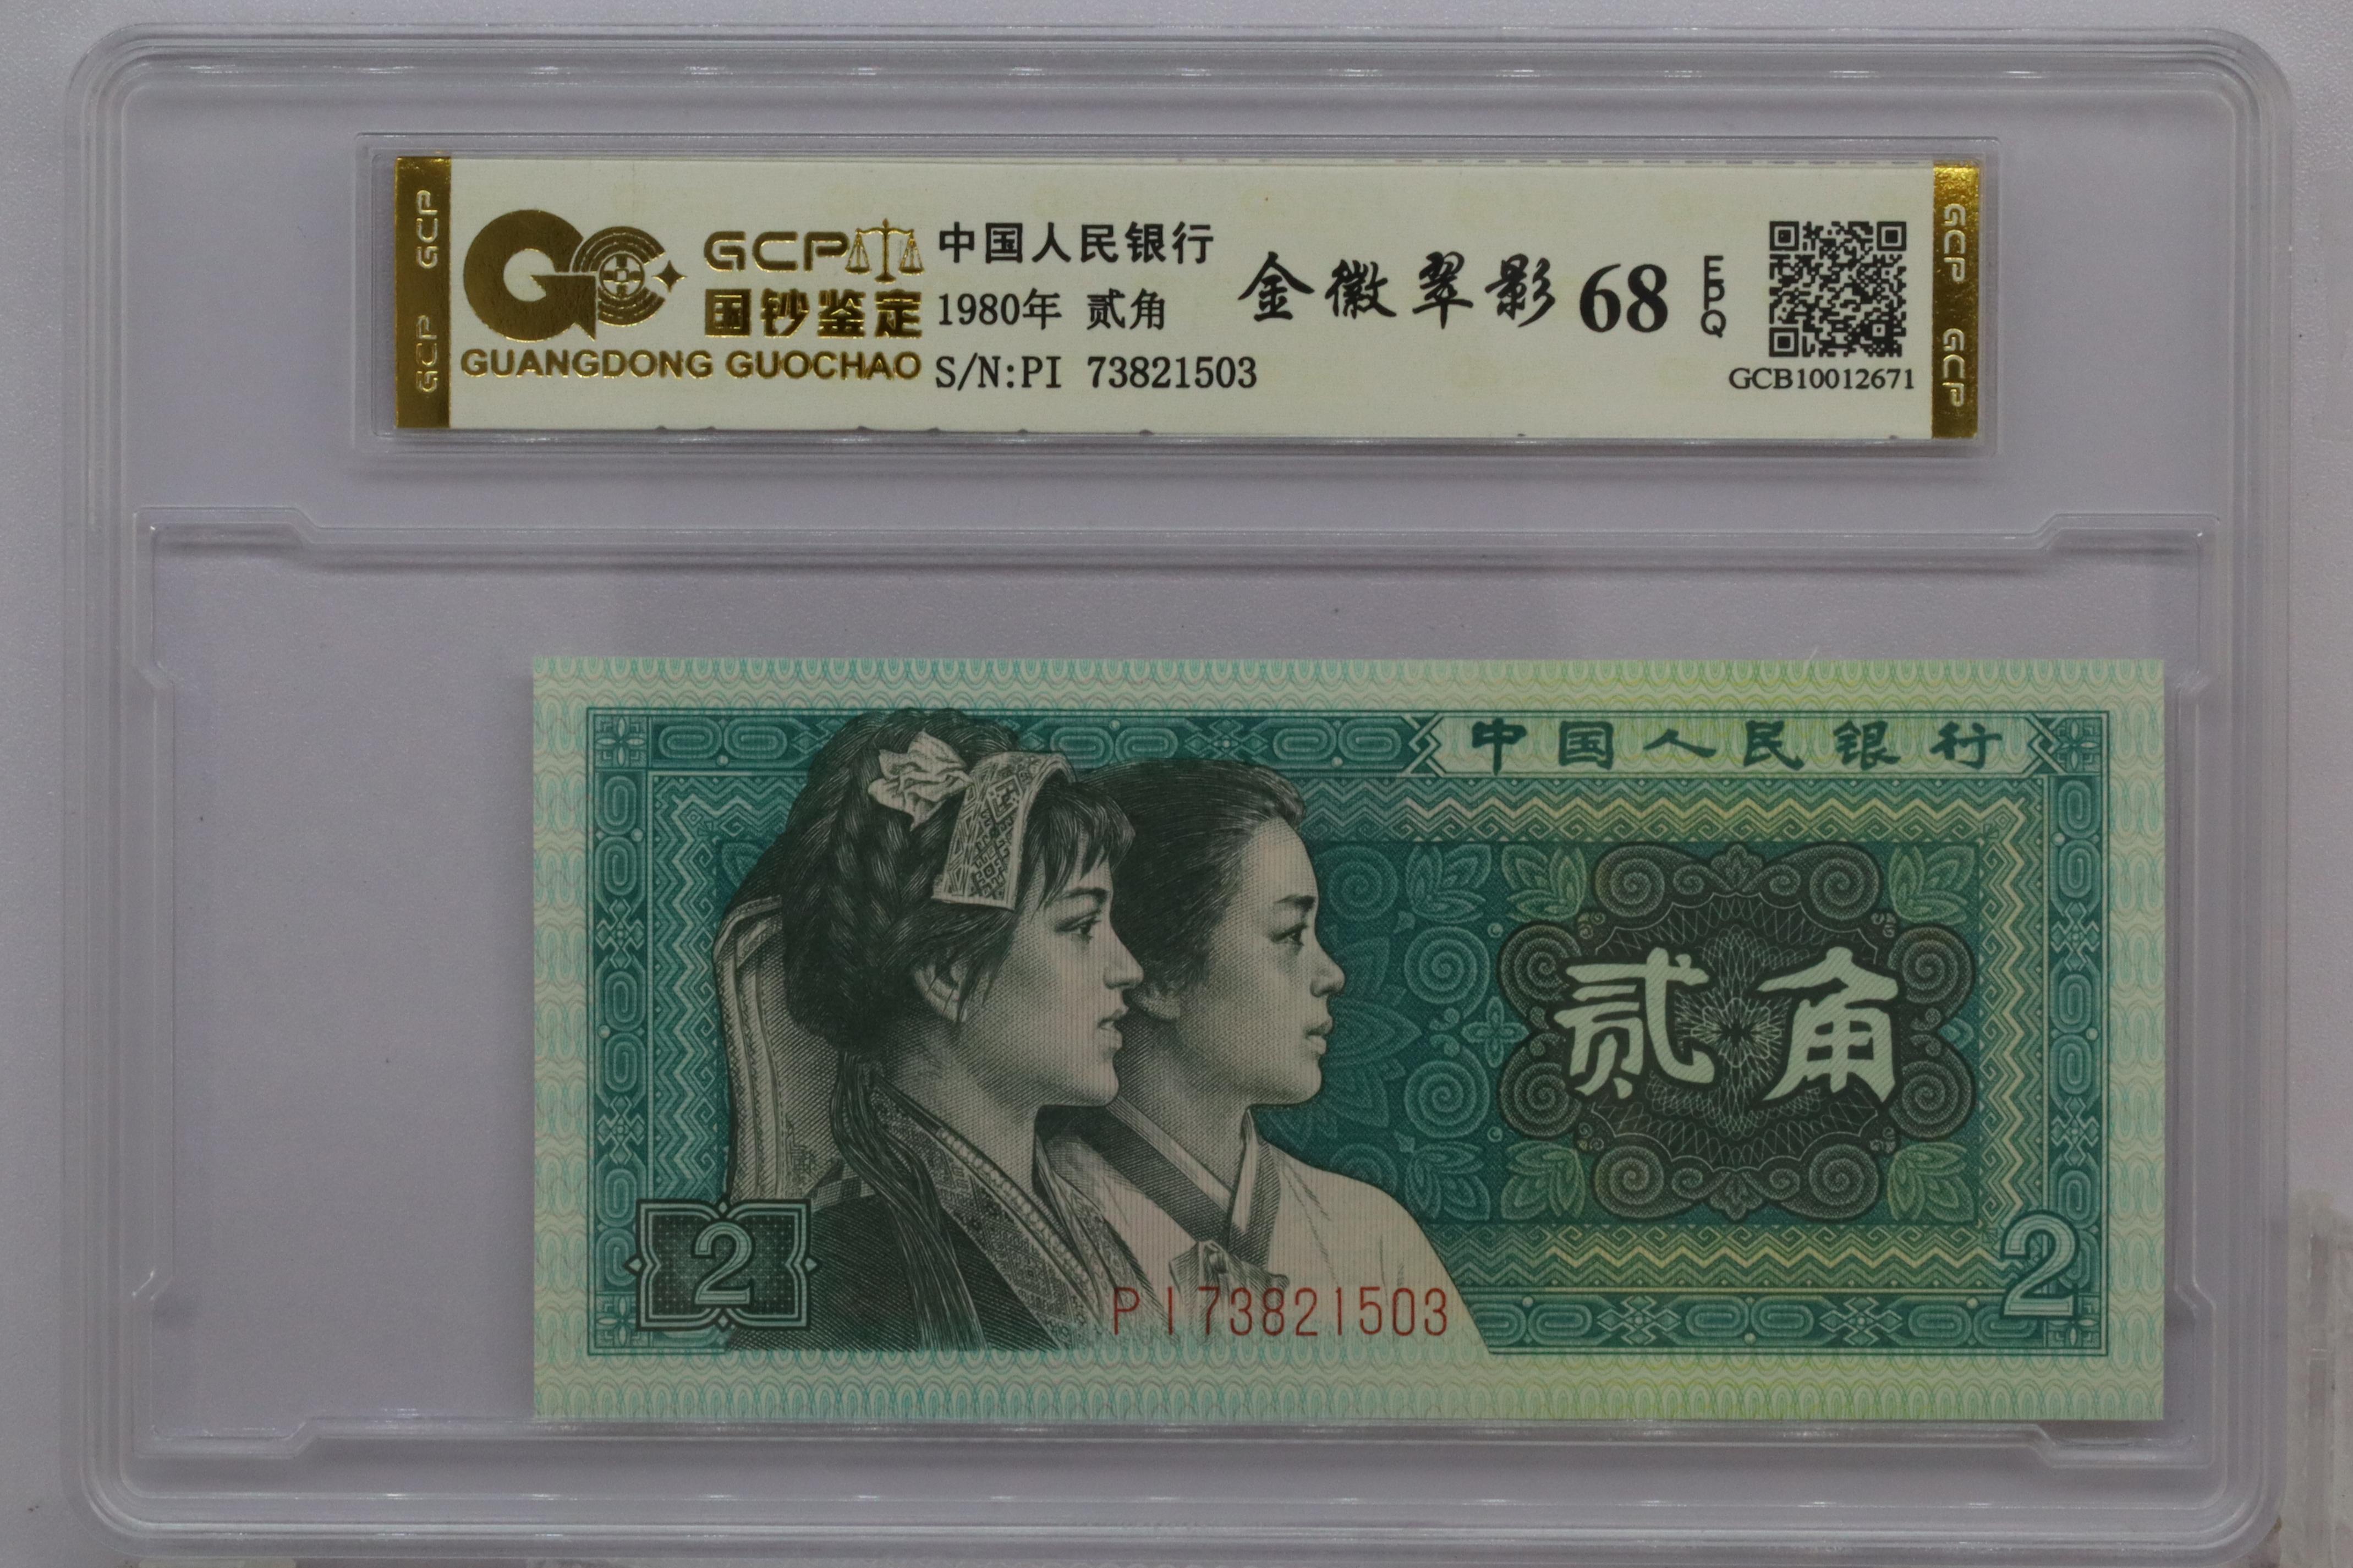 GCP GCP
GCP
国钞鉴定
GUANGDONG GUOCHAO
中国人民银行
1980年 贰角
S/N:PI 73821503
金徽翠影 68 EPQ
GCB10012671
GCP GCP
中国人民银行
贰角
2
2
PI73821503